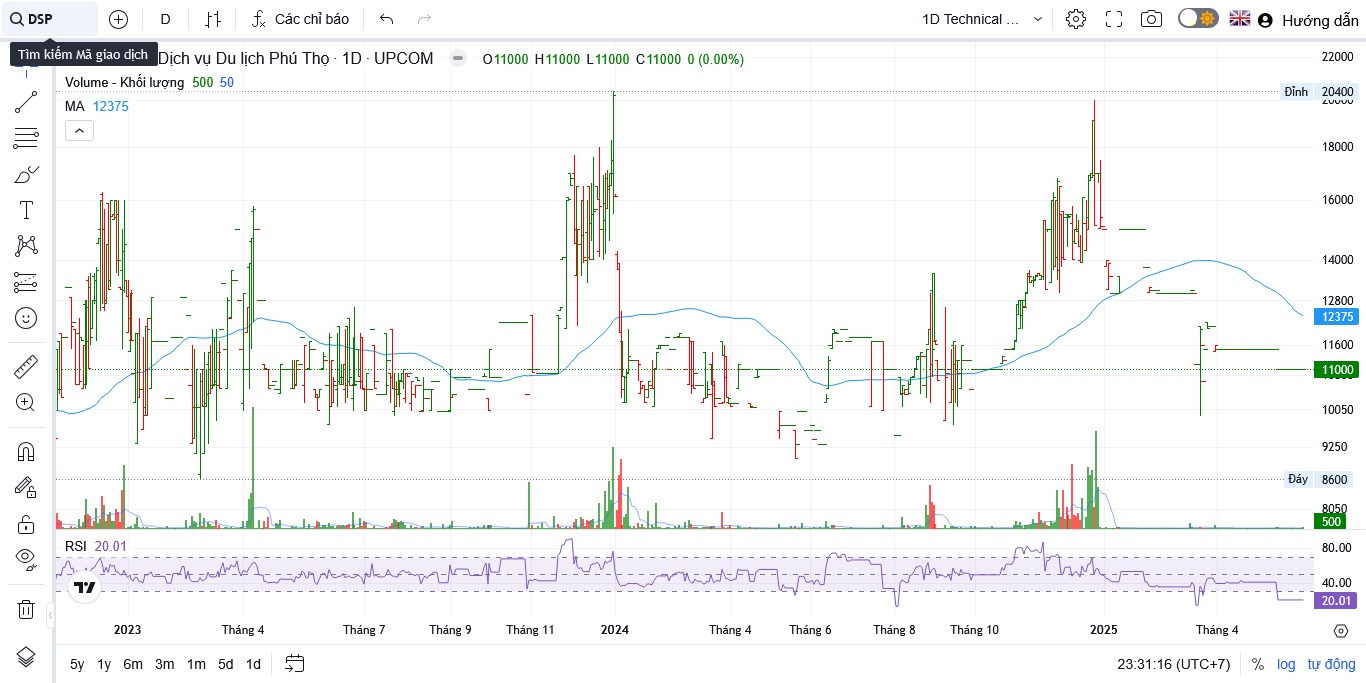 DSP
D
Các chỉ báo
1D Technical ...
Hướng dẫn
Tìm kiếm Mã giao dịch
Dịch vụ Du lịch Phú Thọ · 1D · UPCOM
O11000 H11000 L11000 C11000 0 (0.00%)
Volume - Khối lượng 500 50
MA 12375
22000
Đỉnh 20400
20000
18000
16000
14000
12800
12375
11600
11000
10050
9250
Đáy 8600
8050
500
RSI 20.01
80.00
40.00
20.01
2023 Tháng 4 Tháng 7 Tháng 9 Tháng 11 2024 Tháng 4 Tháng 6 Tháng 8 Tháng 10 2025 Tháng 4
5y 1y 6m 3m 1m 5d 1d
23:31:16 (UTC+7) % log tự động